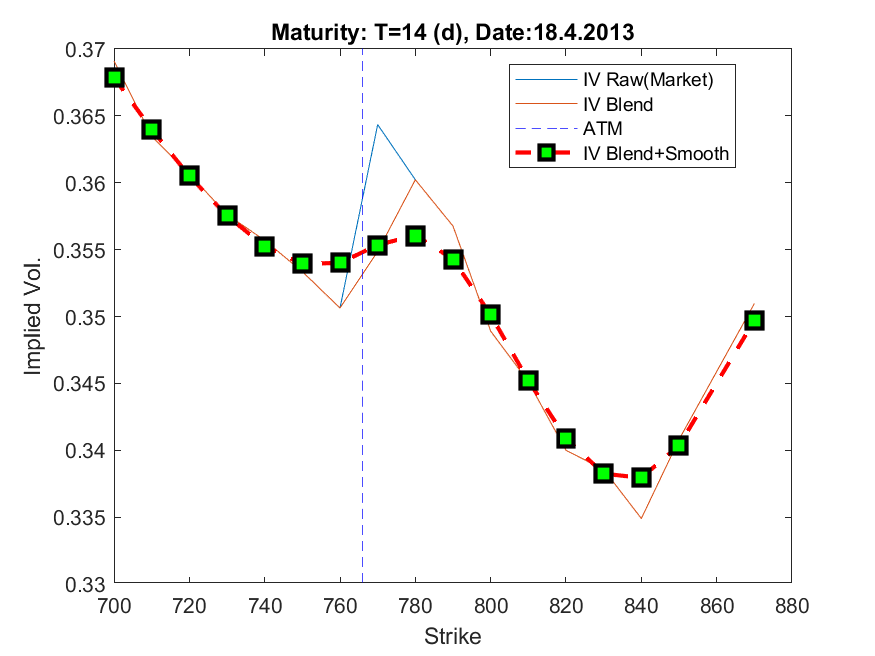 Maturity: T=14 (d), Date:18.4.2013
0.37
0.365
0.36
0.355
0.35
0.345
0.34
0.335
0.33
Implied Vol.
IV Raw(Market)
IV Blend
ATM
IV Blend+Smooth
700 720 740 760 780 800 820 840 860 880
Strike